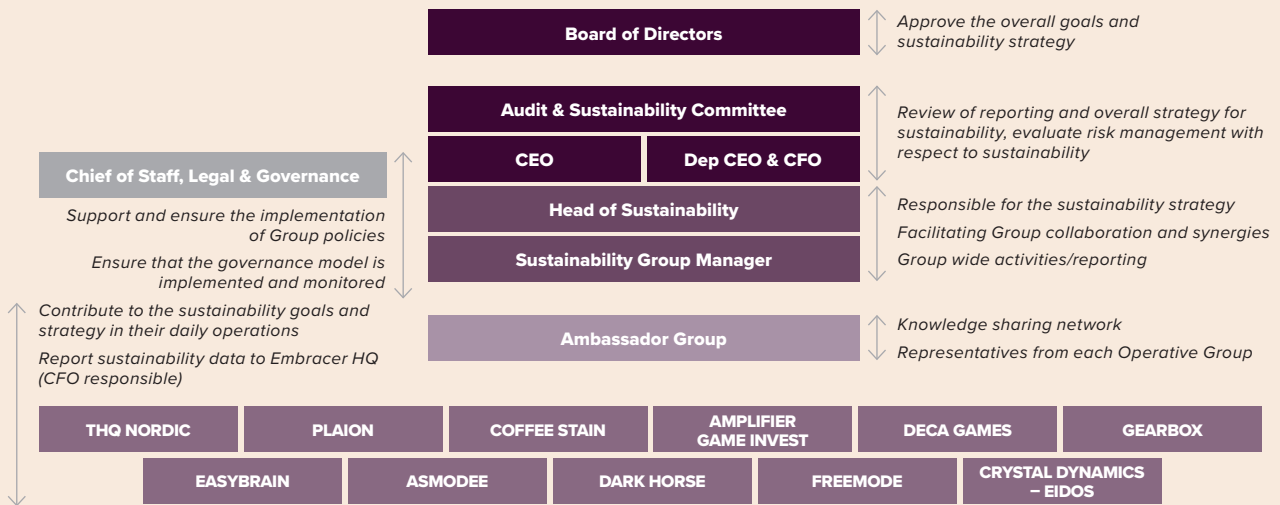 Board of Directors
Approve the overall goals and
sustainability strategy
Audit & Sustainability Committee
CEO
Dep CEO & CFO
Review of reporting and overall strategy for
sustainability, evaluate risk management with
respect to sustainability
Chief of Staff, Legal & Governance
Support and ensure the implementation
of Group policies
Ensure that the governance model is
implemented and monitored
Head of Sustainability
Sustainability Group Manager
Responsible for the sustainability strategy
Facilitating Group collaboration and synergies
Group wide activities/reporting
Contribute to the sustainability goals and
strategy in their daily operations
Report sustainability data to Embracer HQ
(CFO responsible)
Ambassador Group
Knowledge sharing network
Representatives from each Operative Group
THQ NORDIC
PLAION
COFFEE STAIN
AMPLIFIER
GAME INVEST
DECA GAMES
GEARBOX
EASYBRAIN
ASMODEE
DARK HORSE
FREEMODE
CRYSTAL DYNAMICS
– EIDOS